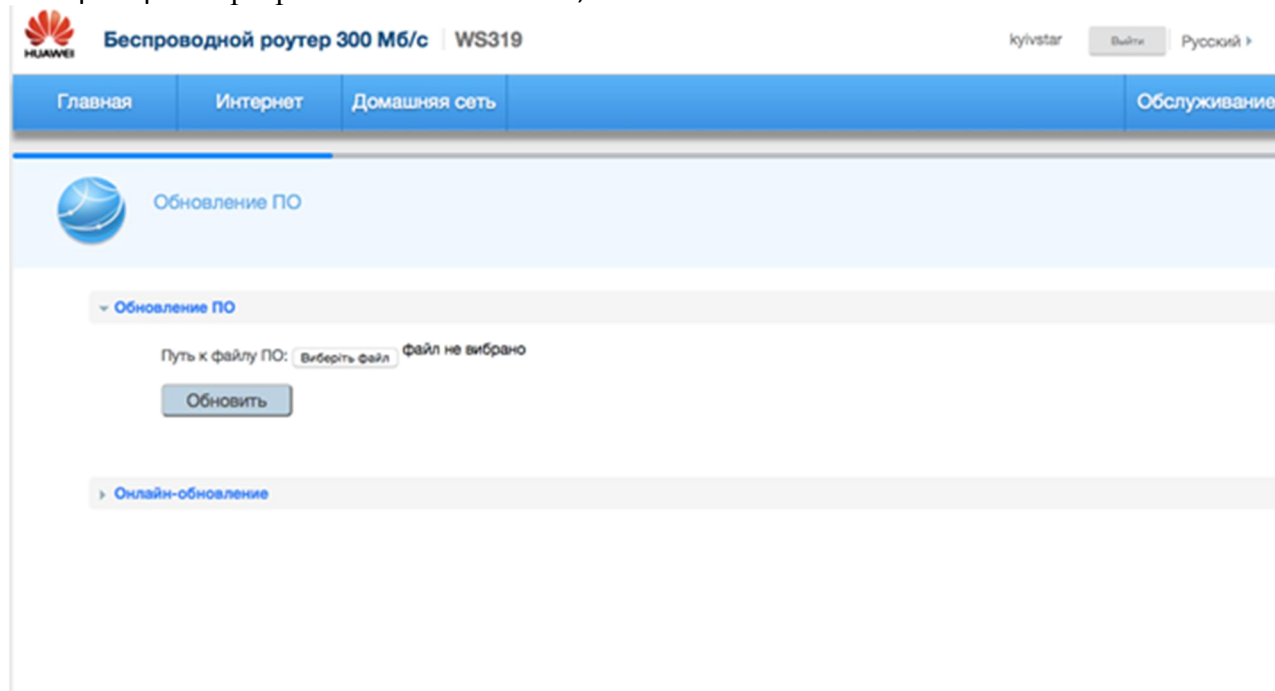 HUAWEI
Беспроводной роутер 300 Мб/с WS319 kyivstar Выйти Русский
Главная Интернет Домашняя сеть Обслуживание
Обновление ПО
Обновление ПО
Путь к файлу ПО: Виберіть файл файл не вибрано
Обновить
Онлайн-обновление